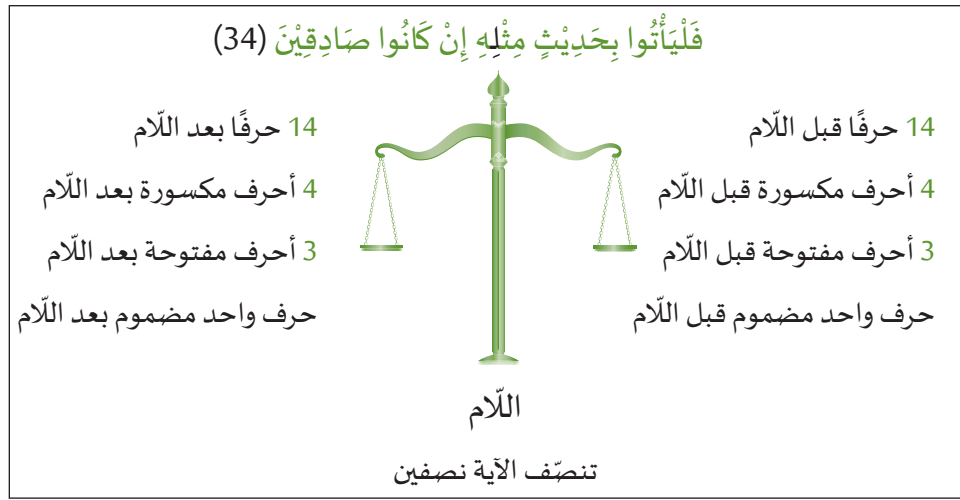 فَلْيَأْتُوا بِحَدِيْثٍ مِثْلِهِ إِنْ كَانُوا صَادِقِيْنَ (34)
14 حرفًا قبل اللّام
14 حرفًا بعد اللّام
4 أحرف مكسورة قبل اللّام
4 أحرف مكسورة بعد اللّام
3 أحرف مفتوحة قبل اللّام
3 أحرف مفتوحة بعد اللّام
حرف واحد مضموم قبل اللّام
حرف واحد مضموم بعد اللّام
اللّام
تنصّف الآية نصفين